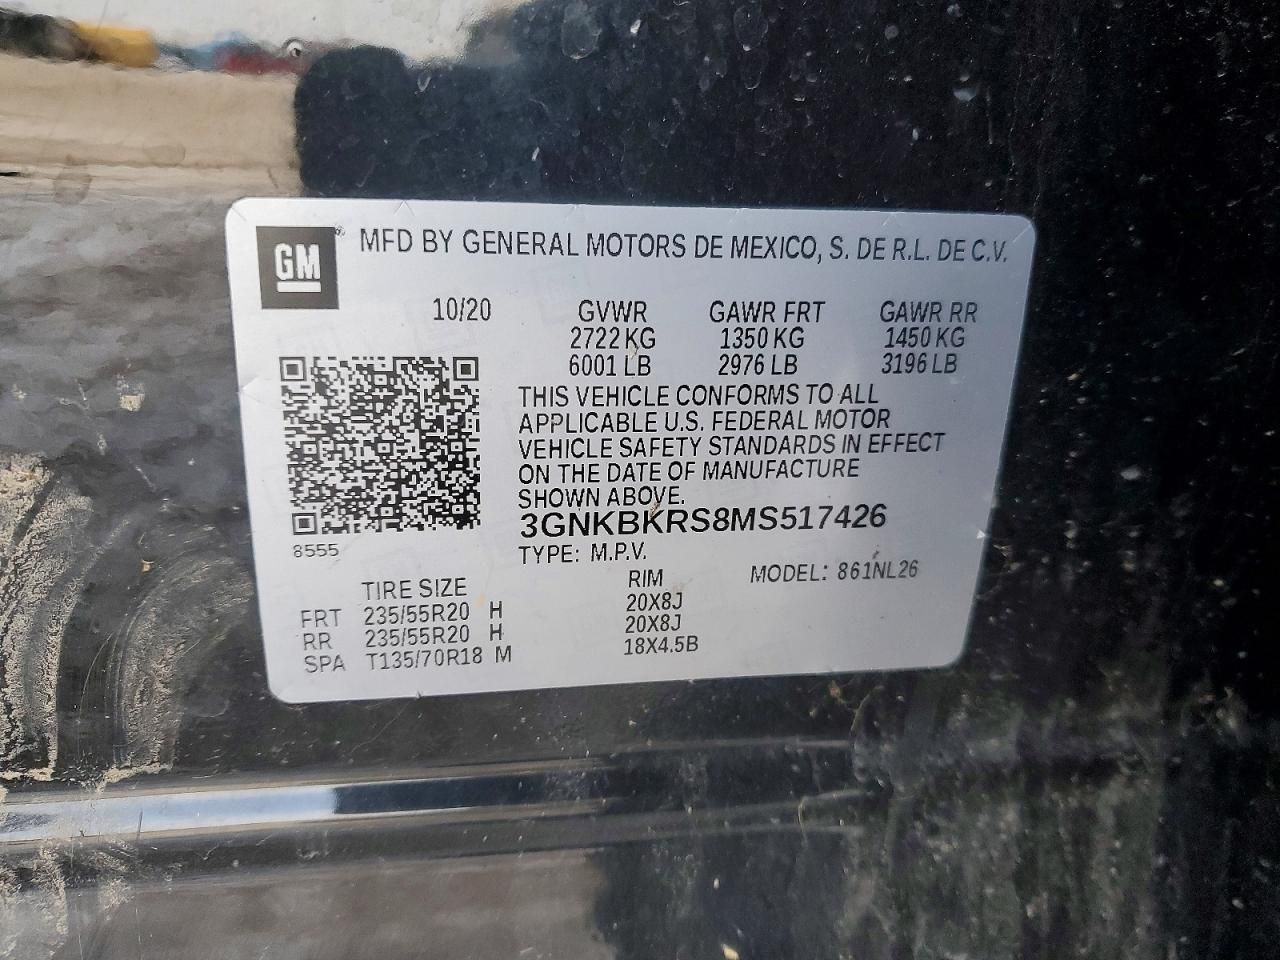 GM ® MFD BY GENERAL MOTORS DE MEXICO, S. DE R.L. DE C.V.
10/20 GVWR GAWR FRT GAWR RR
2722 KG 1350 KG 1450 KG
6001 LB 2976 LB 3196 LB
THIS VEHICLE CONFORMS TO ALL
APPLICABLE U.S. FEDERAL MOTOR
VEHICLE SAFETY STANDARDS IN EFFECT
ON THE DATE OF MANUFACTURE
SHOWN ABOVE.
3GNKBKRS8MS517426
8555
TYPE: M.P.V. MODEL: 861NL26
TIRE SIZE RIM
FRT 235/55R20 H 20X8J
RR 235/55R20 H 20X8J
SPA T135/70R18 M 18X4.5B